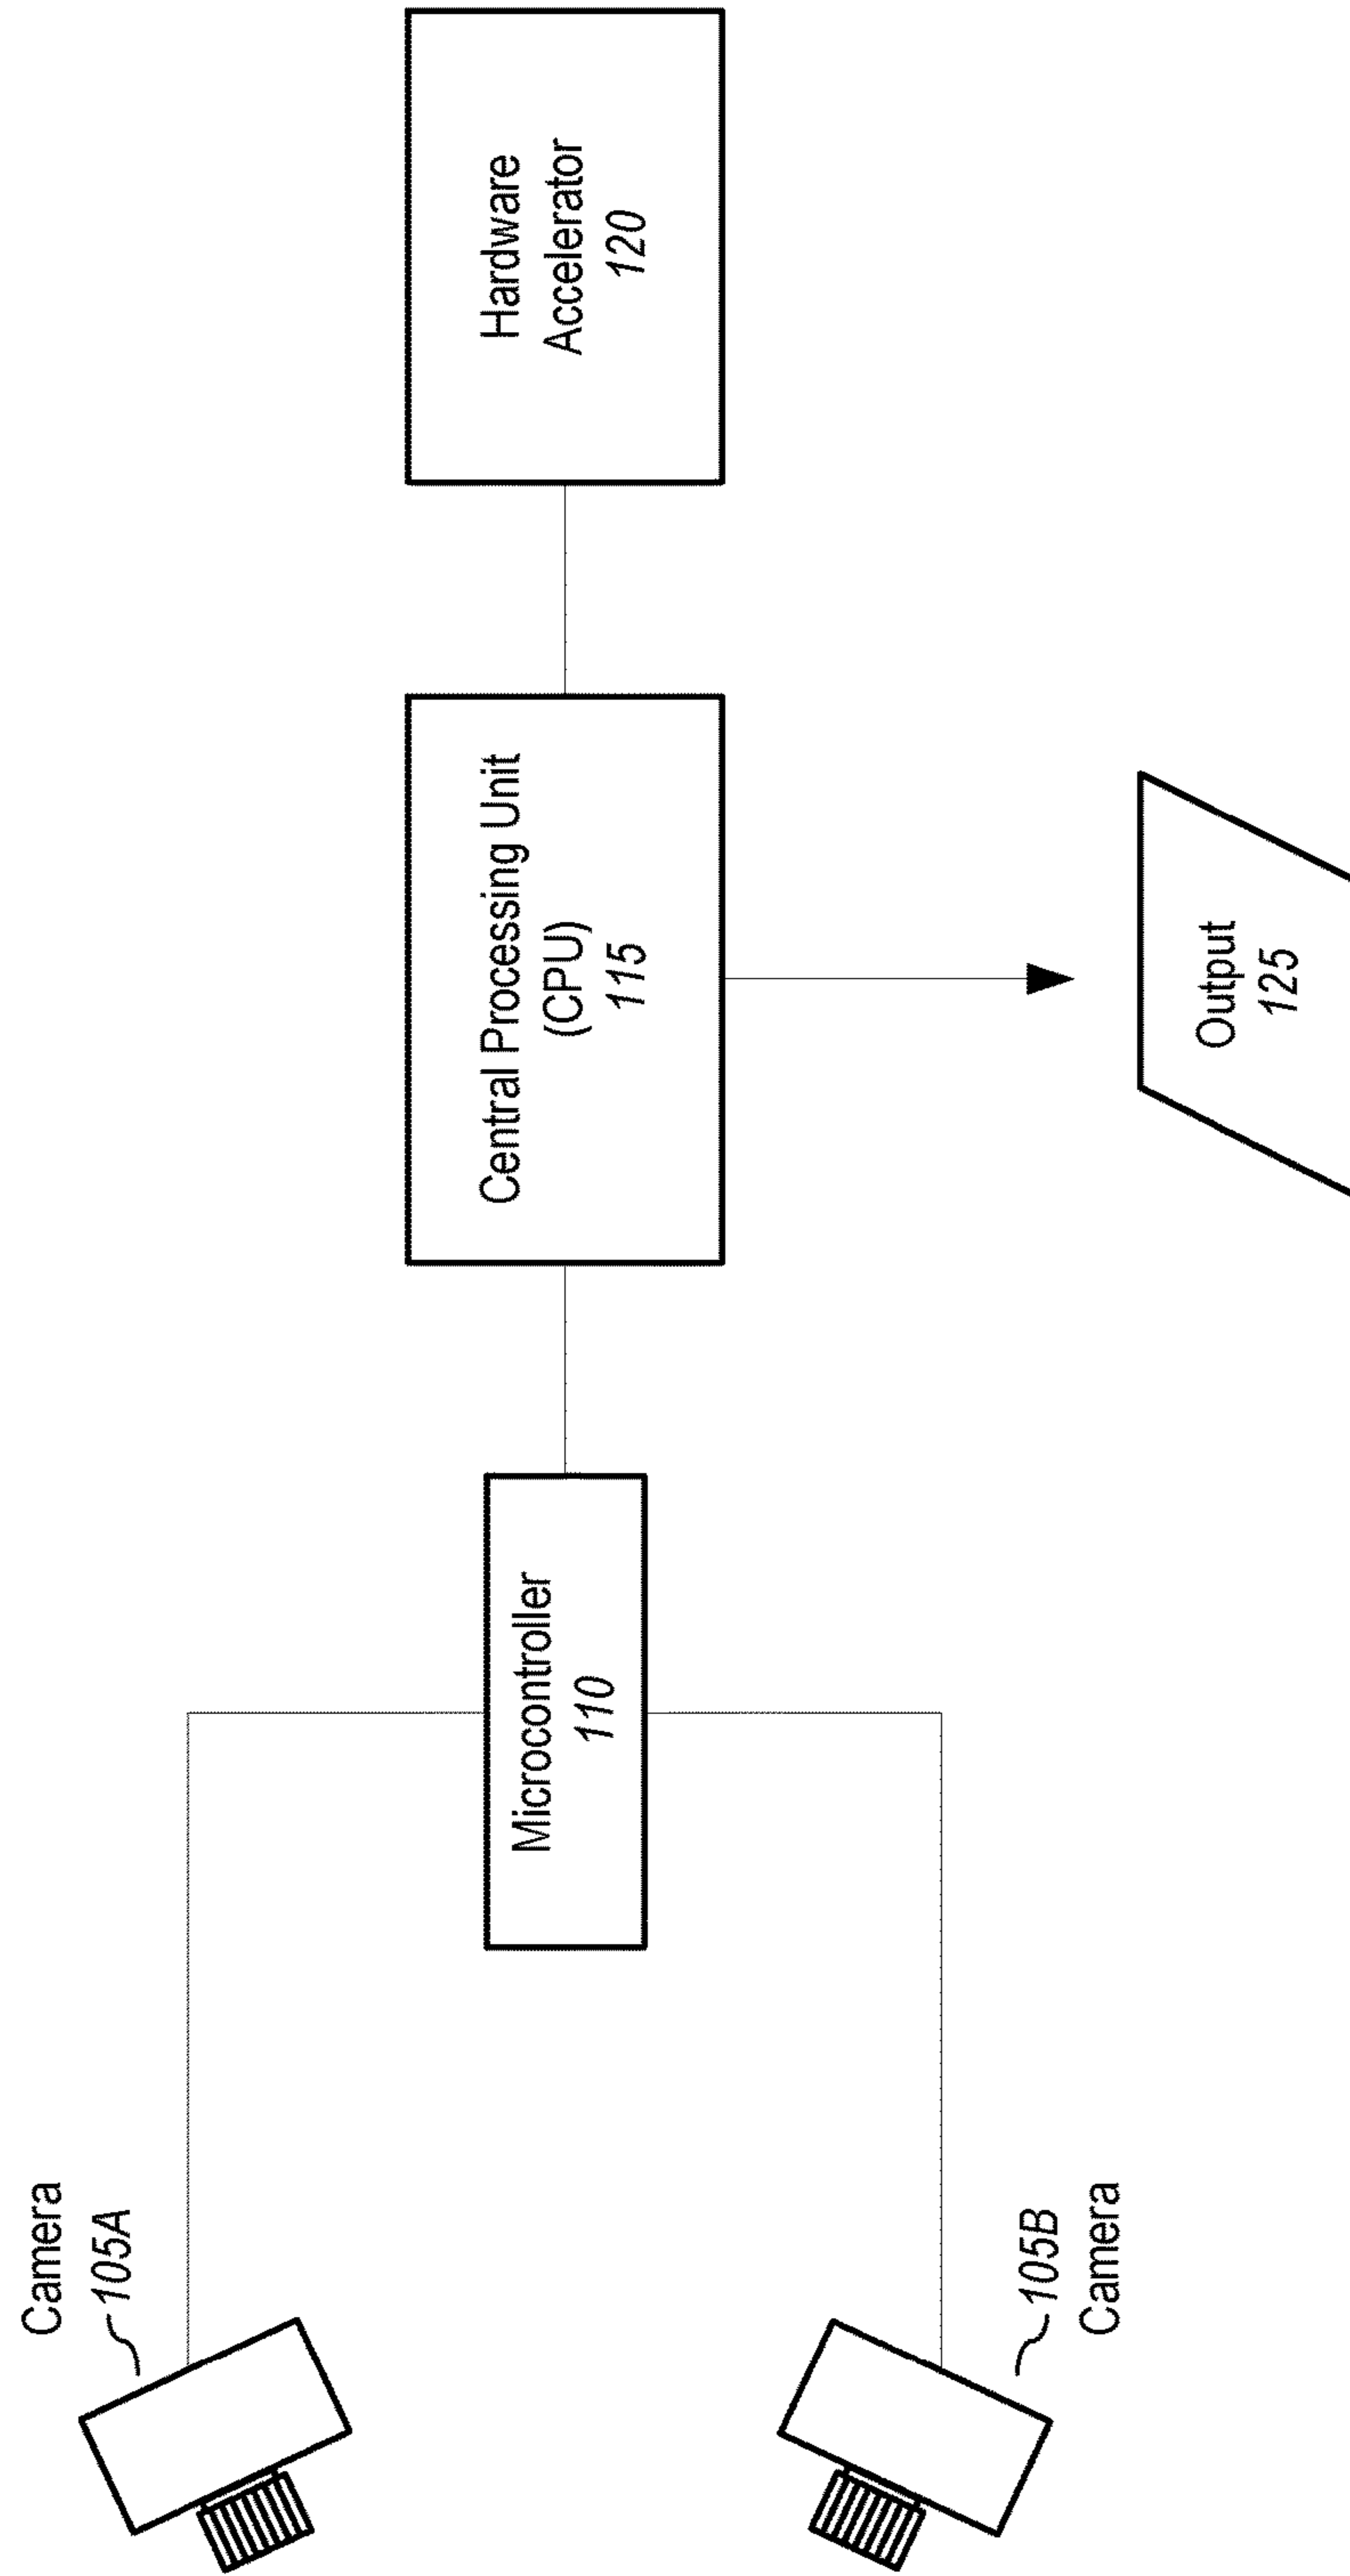 Camera
105A
105B
Camera
Microcontroller
110
Central Processing Unit
(CPU)
115
Hardware
Accelerator
120
Output
125